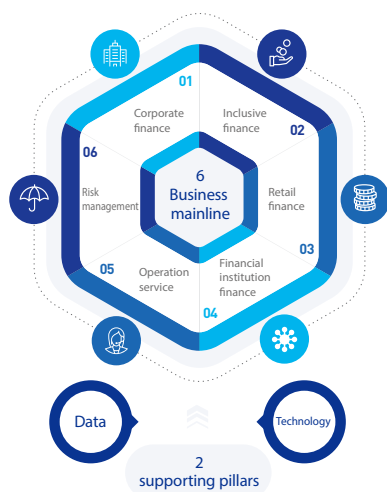 01
Corporate
finance
Inclusive
finance
02
06
6
Business
mainline
Risk
management
Retail
finance
03
05
Operation
service
Financial
institution
finance
04
Data
Technology
2
supporting pillars